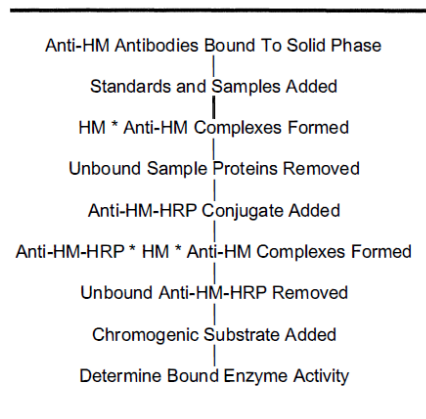 Anti-HM Antibodies Bound To Solid Phase
Standards and Samples Added
HM * Anti-HM Complexes Formed
Unbound Sample Proteins Removed
Anti-HM-HRP Conjugate Added
Anti-HM-HRP * HM * Anti-HM Complexes Formed
Unbound Anti-HM-HRP Removed
Chromogenic Substrate Added
Determine Bound Enzyme Activity